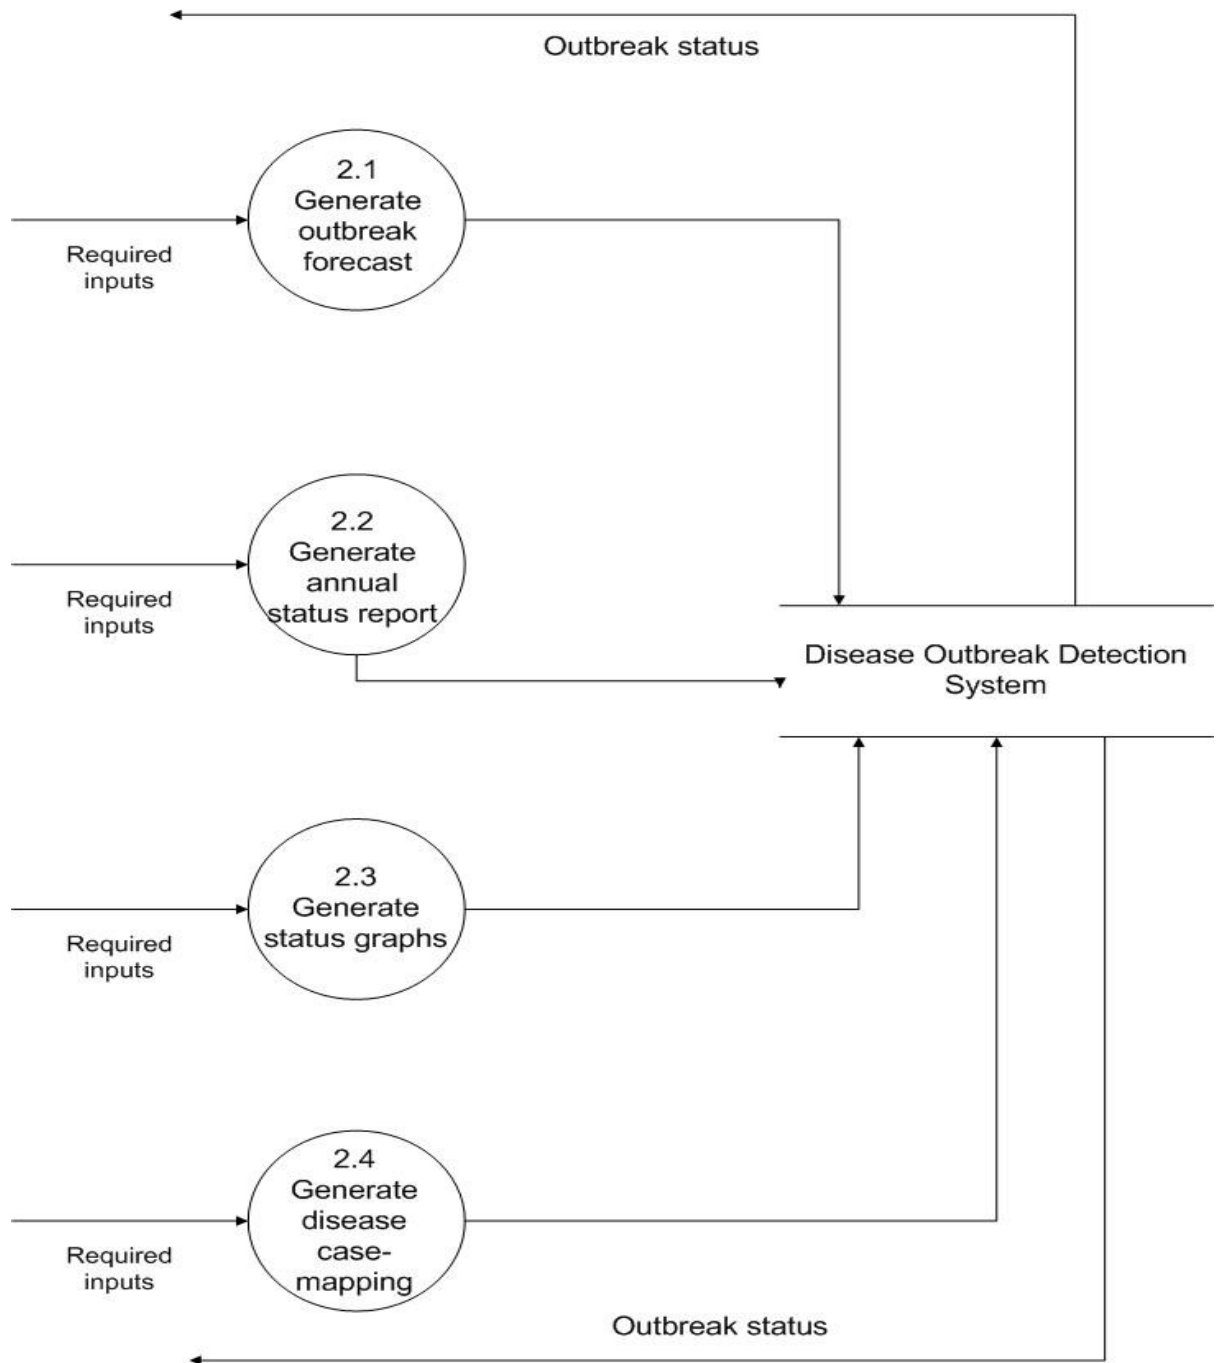 Outbreak status
2.1
Generate
outbreak
forecast
Required
inputs
2.2
Generate
annual
status report
Required
inputs
Disease Outbreak Detection
System
2.3
Generate
status graphs
Required
inputs
2.4
Generate
disease
case-
mapping
Required
inputs
Outbreak status